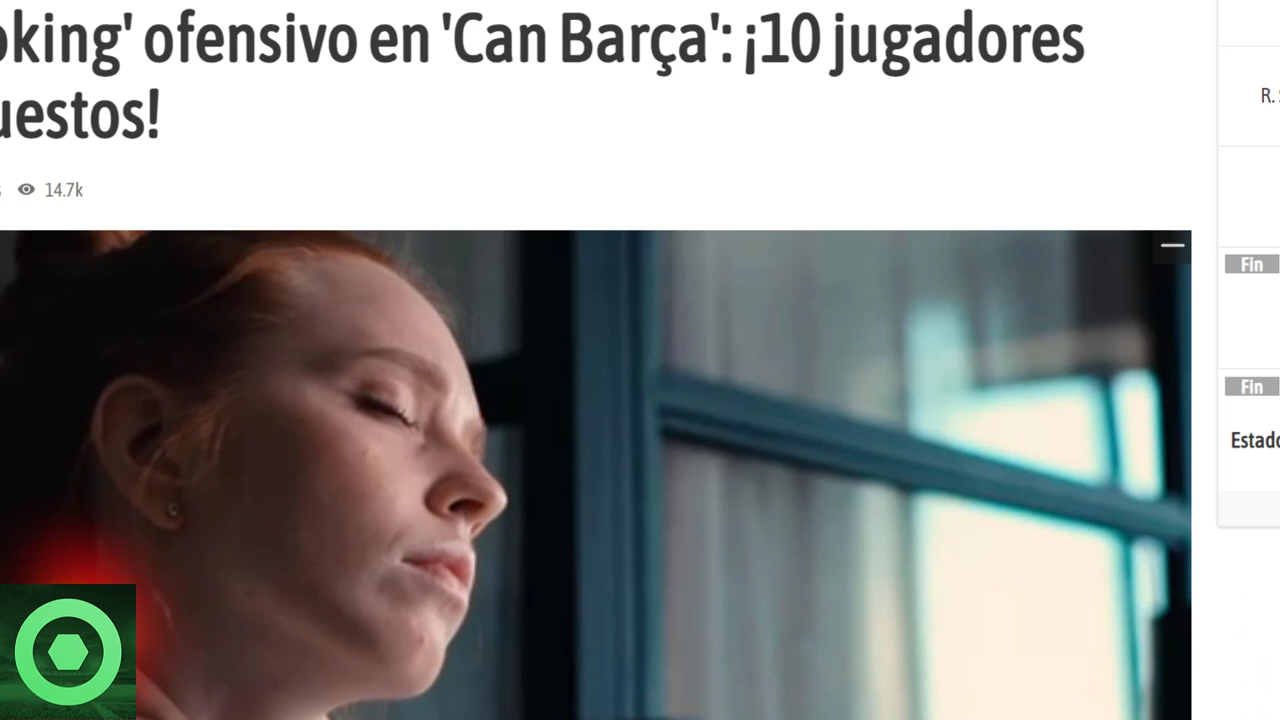 oking' ofensivo en 'Can Barça': ¡10 jugadores
uestos!
14.7k
R.
Fin
Fin
Estado